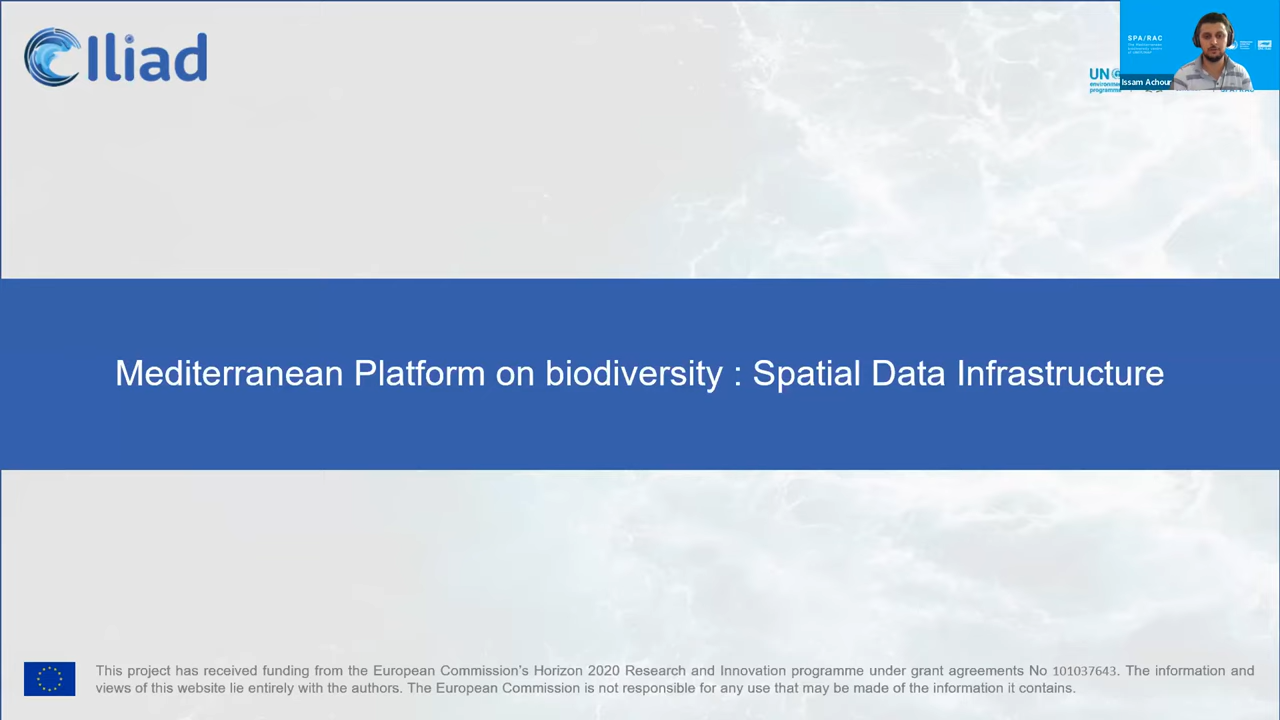 Iliad
SPA/RAC
Issam Achour
UN
environment
programme
Mediterranean Platform on biodiversity : Spatial Data Infrastructure
This project has received funding from the European Commission's Horizon 2020 Research and Innovation programme under grant agreements No 101037643. The information and
views of this website lie entirely with the authors. The European Commission is not responsible for any use that may be made of the information it contains.